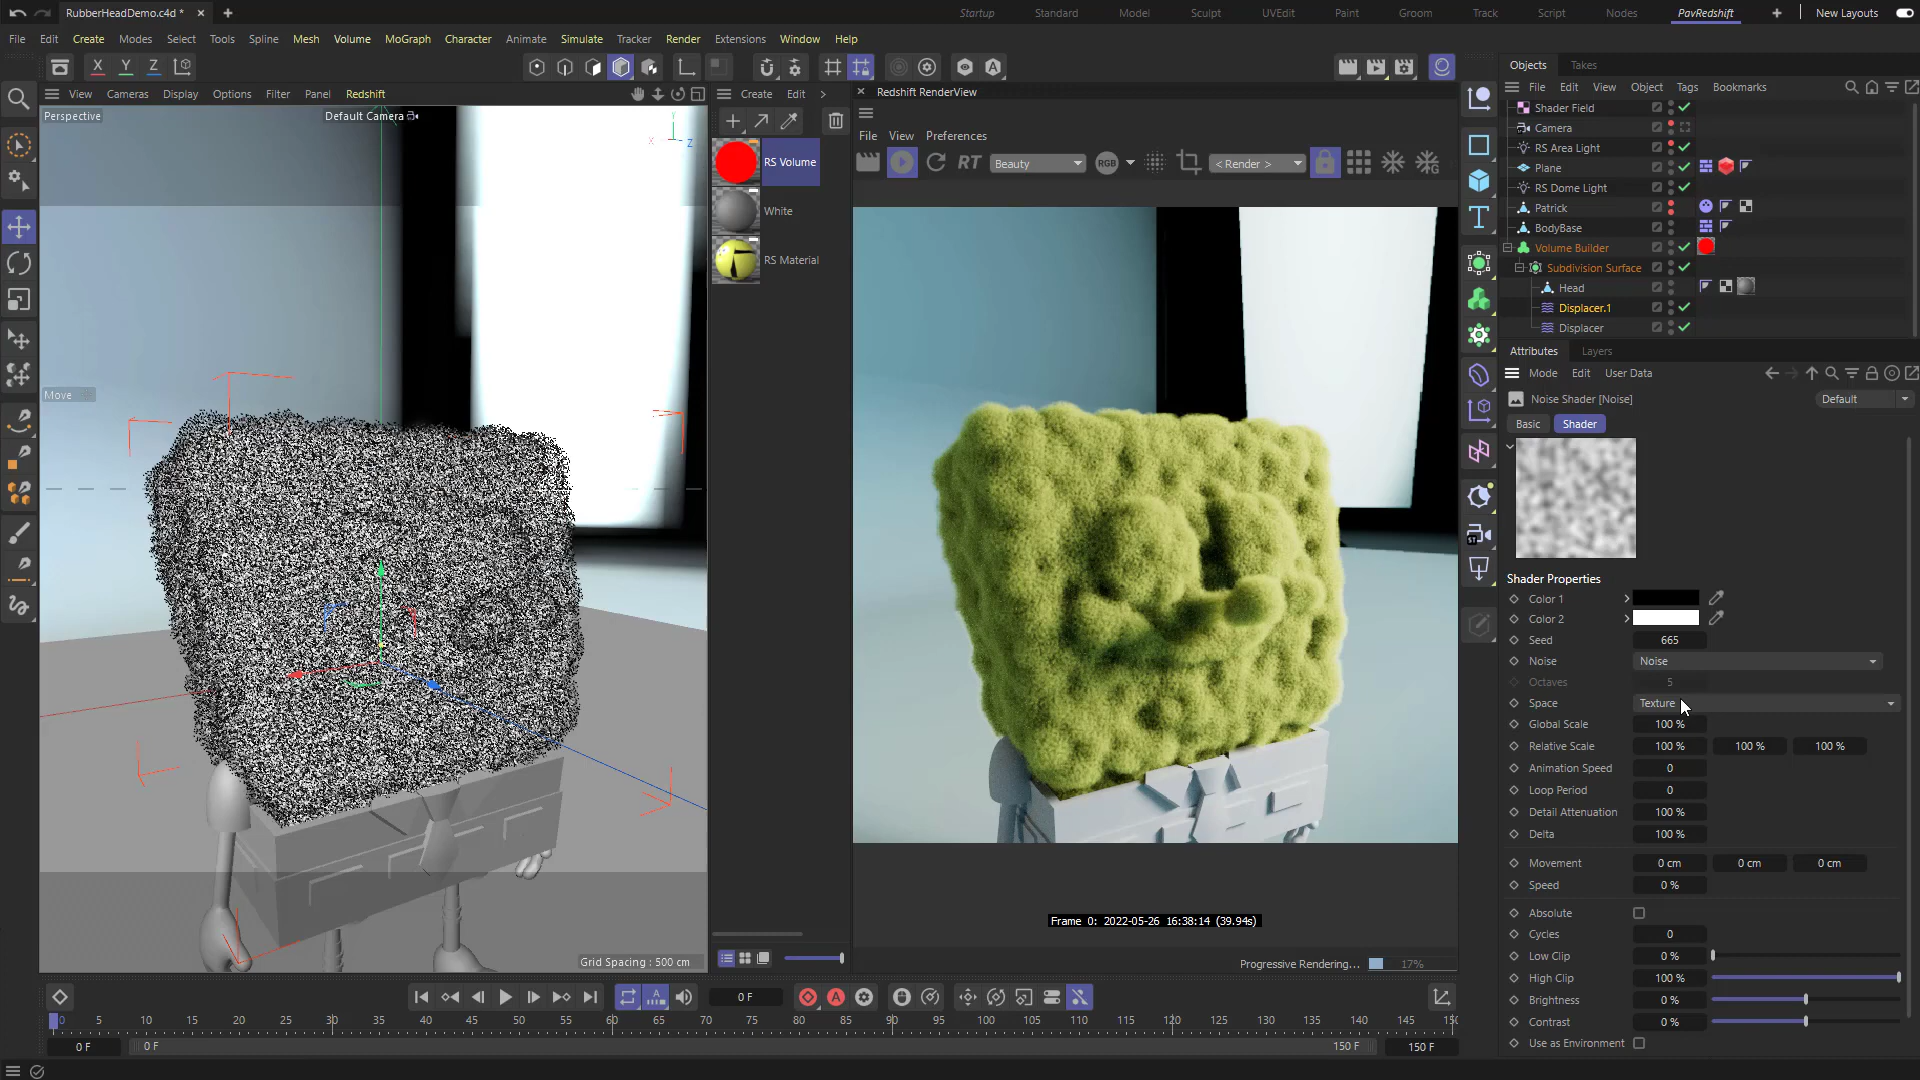 RubberHeadDemo.c4d *
Startup Standard Model Sculpt UVEdit Paint Groom Track Script Nodes PavRedshift New Layouts
File Edit Create Modes Select Tools Spline Mesh Volume MoGraph Character Animate Simulate Tracker Render Extensions Window Help
X Y Z
View Cameras Display Options Filter Panel Redshift
Perspective
Default Camera
Y
X
Z
Move
Grid Spacing : 500 cm
Create Edit
RS Volume
White
RS Material
Redshift RenderView
File View Preferences
RT Beauty RGB < Render >
Frame 0: 2022-05-26 16:38:14 (39.94s)
Progressive Rendering... 17%
Objects Takes
File Edit View Object Tags Bookmarks
Shader Field
Camera
RS Area Light
Plane
RS Dome Light
Patrick
BodyBase
Volume Builder
Subdivision Surface
Head
Displacer.1
Displacer
Attributes Layers
Mode Edit User Data
Noise Shader [Noise] Default
Basic Shader
Shader Properties
Color 1
Color 2
Seed 665
Noise Noise
Octaves 5
Space Texture
Global Scale 100 %
Relative Scale 100 % 100 % 100 %
Animation Speed 0
Loop Period 0
Detail Attenuation 100 %
Delta 100 %
Movement 0 cm 0 cm 0 cm
Speed 0 %
Absolute
Cycles 0
Low Clip 0 %
High Clip 100 %
Brightness 0 %
Contrast 0 %
Use as Environment
0 F
0 5 10 15 20 25 30 35 40 45 50 55 60 65 70 75 80 85 90 95 100 105 110 115 120 125 130 135 140 145 150
0 F 0 F 150 F 150 F